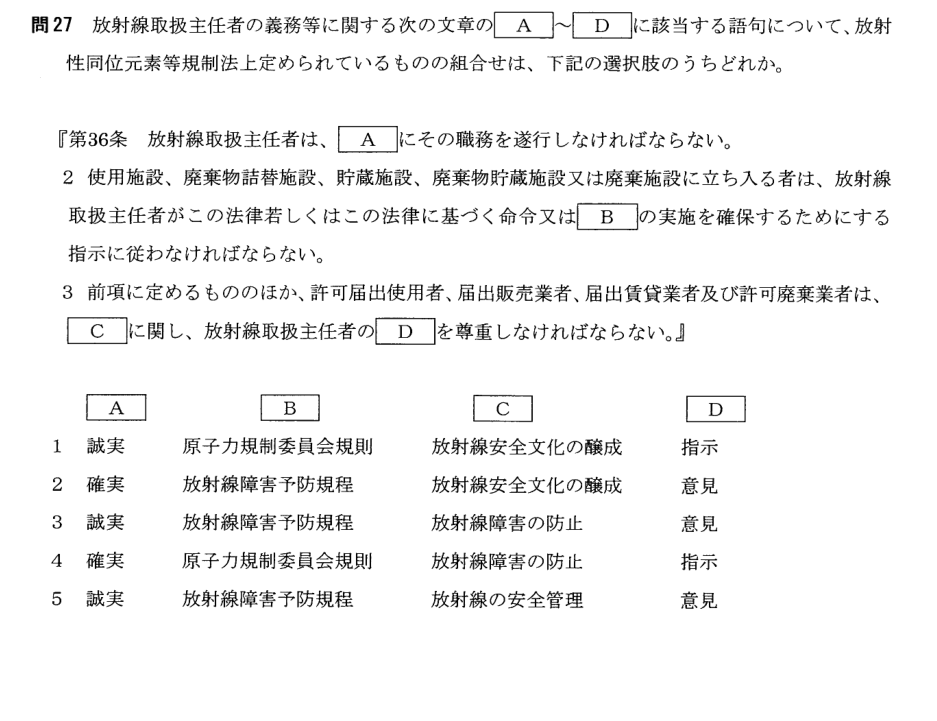 問27 放射線取扱主任者の義務等に関する次の文章の A ~ D に該当する語句について、放射
性同位元素等規制法上定められているものの組合せは、下記の選択肢のうちどれか。
『第36条 放射線取扱主任者は、 A にその職務を遂行しなければならない。
2 使用施設、廃棄物詰替施設、貯蔵施設、廃棄物貯蔵施設又は廃棄施設に立ち入る者は、放射線
取扱主任者がこの法律若しくはこの法律に基づく命令又は B の実施を確保するためにする
指示に従わなければならない。
3 前項に定めるもののほか、許可届出使用者、届出販売業者、届出賃貸業者及び許可廃棄業者は、
C に関し、放射線取扱主任者の D を尊重しなければならない。』
A B C D
1 誠実 原子力規制委員会規則 放射線安全文化の醸成 指示
2 確実 放射線障害予防規程 放射線安全文化の醸成 意見
3 誠実 放射線障害予防規程 放射線障害の防止 意見
4 確実 原子力規制委員会規則 放射線障害の防止 指示
5 誠実 放射線障害予防規程 放射線の安全管理 意見